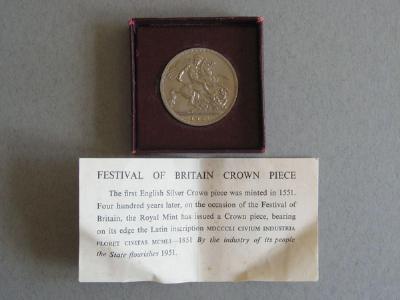 FESTIVAL OF BRITAIN CROWN PIECE
The first English Silver Crown piece was minted in 1551.
Four hundred years later, on the occasion of the Festival of
Britain, the Royal Mint has issued a Crown piece, bearing
on its edge the Latin inscription MDCCCLI CIVIUM INDUSTRIA
FLORET CIVITAS MCMLI—1851 By the industry of its people
the State flourishes 1951.